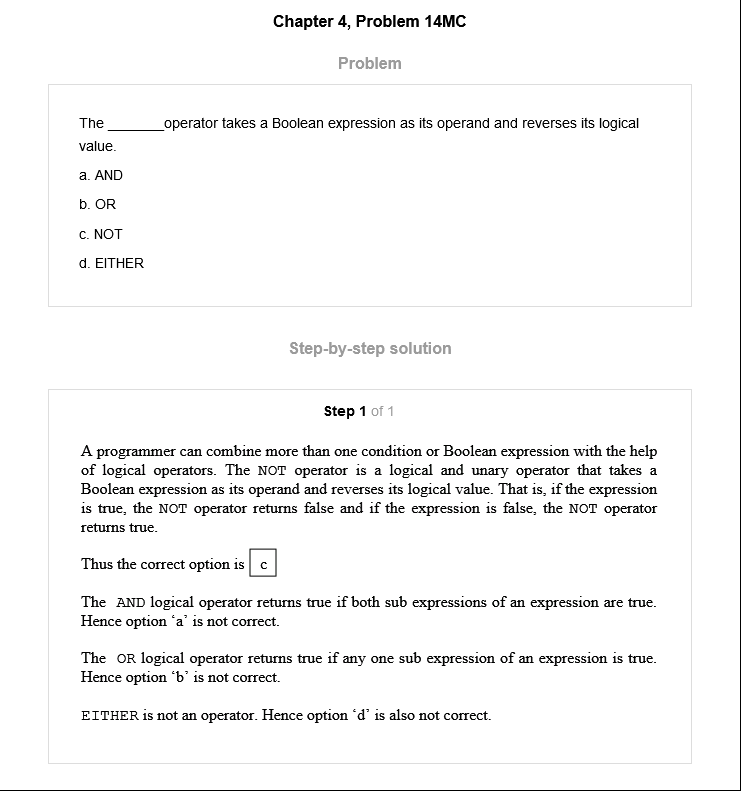 Chapter 4, Problem 14MC
Problem
The _______operator takes a Boolean expression as its operand and reverses its logical
value.
a. AND
b. OR
c. NOT
d. EITHER
Step-by-step solution
Step 1 of 1
A programmer can combine more than one condition or Boolean expression with the help
of logical operators. The NOT operator is a logical and unary operator that takes a
Boolean expression as its operand and reverses its logical value. That is, if the expression
is true, the NOT operator returns false and if the expression is false, the NOT operator
returns true.
Thus the correct option is c
The AND logical operator returns true if both sub expressions of an expression are true.
Hence option ‘a’ is not correct.
The OR logical operator returns true if any one sub expression of an expression is true.
Hence option ‘b’ is not correct.
EITHER is not an operator. Hence option ‘d’ is also not correct.